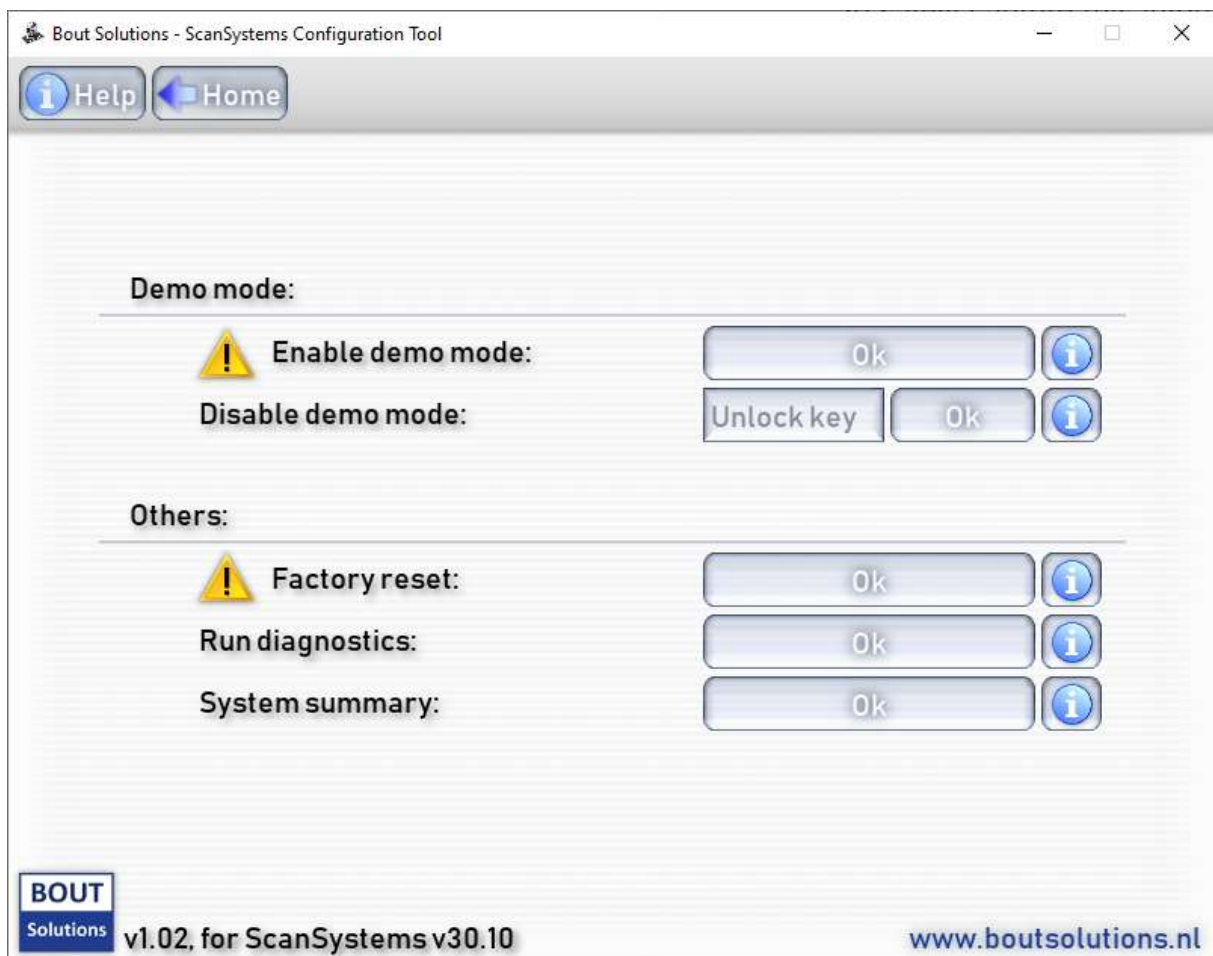 Bout Solutions - ScanSystems Configuration Tool
Help Home
Demo mode:
Enable demo mode: Ok
Disable demo mode: Unlock key Ok
Others:
Factory reset: Ok
Run diagnostics: Ok
System summary: Ok
BOUT
Solutions
v1.02, for ScanSystems v30.10
www.boutsolutions.nl